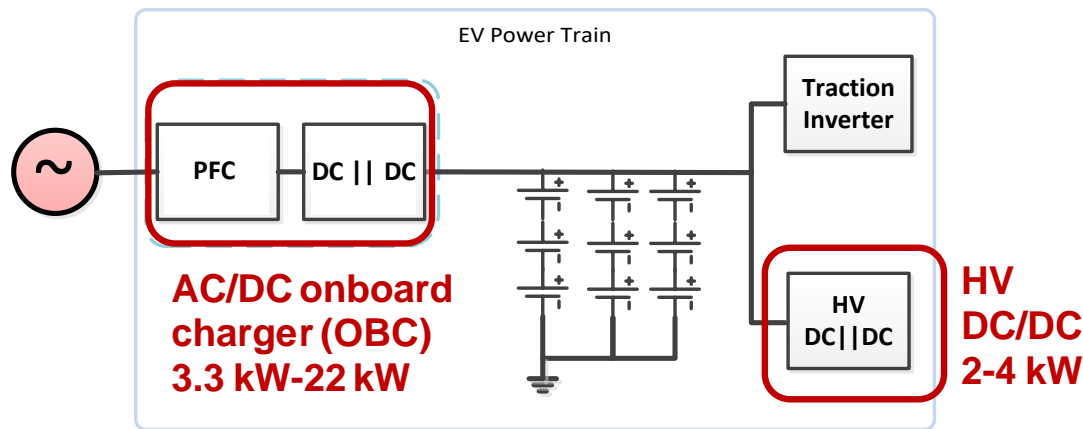 EV Power Train
~
PFC
DC || DC
Traction
Inverter
+
+
+
+
+
+
+
+
+
AC/DC onboard
charger (OBC)
3.3 kW-22 kW
HV
DC||DC
HV
DC/DC
2-4 kW